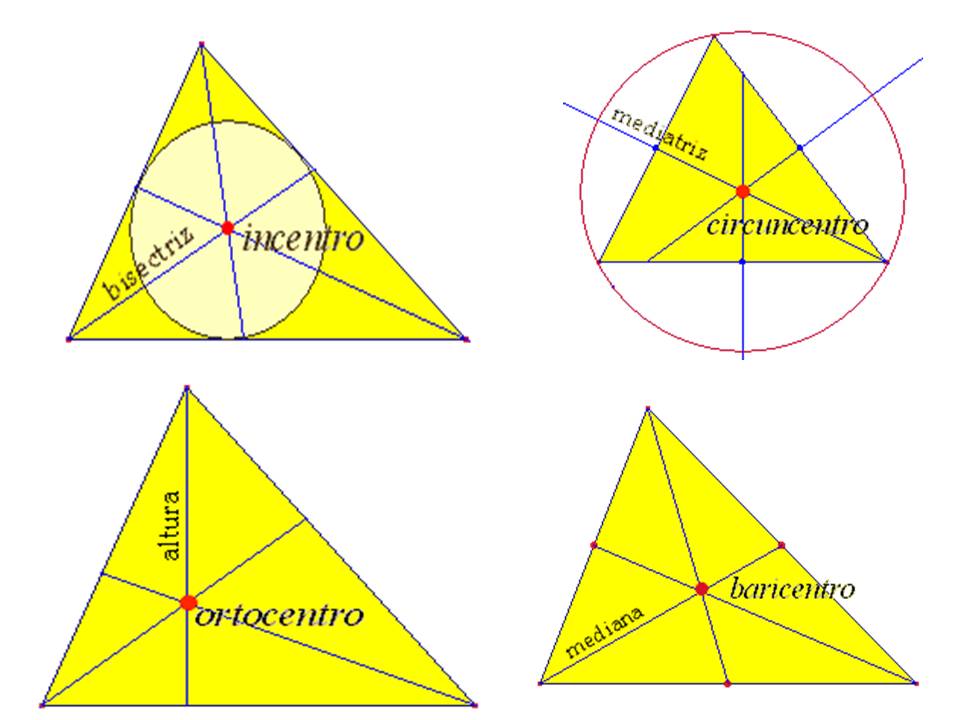 bisectriz
incentro
mediatriz
circuncentro
altura
ortocentro
mediana
baricentro